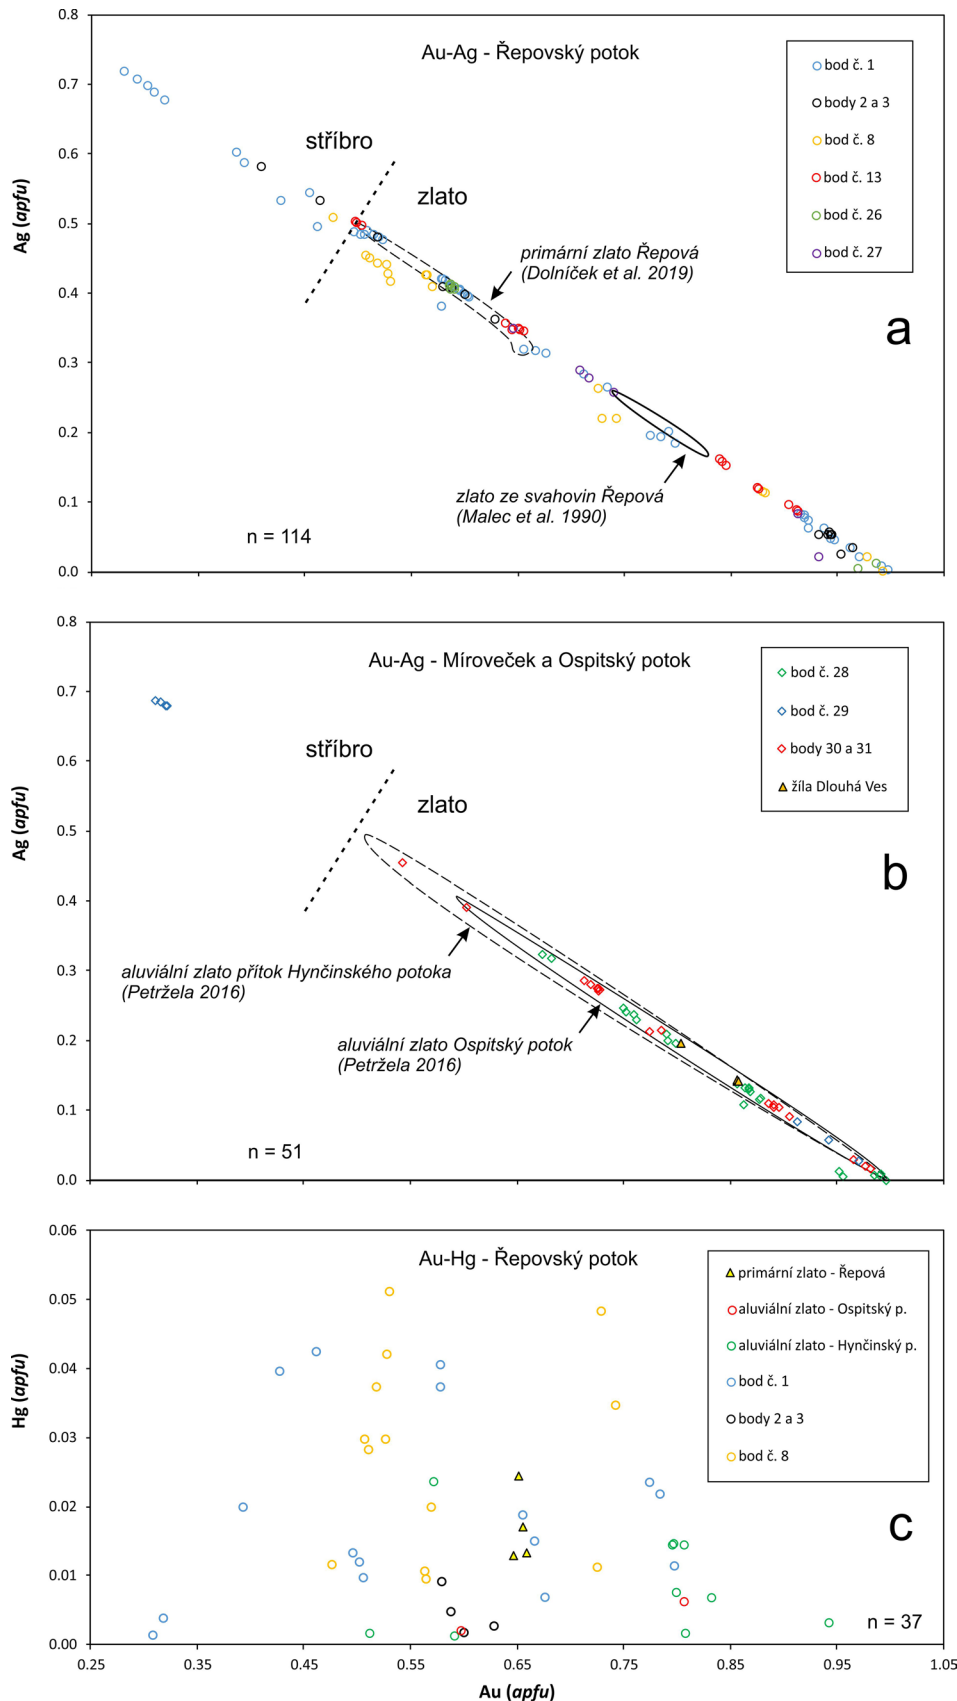 0.8
0.7
0.6
0.5
0.4
0.3
0.2
0.1
0.0
Ag (apfu)
Au-Ag - Řepovský potok
stříbro
zlato
primární zlato Řepová
(Dolníček et al. 2019)
zlato ze svahovin Řepová
(Malec et al. 1990)
n = 114
bod č. 1
body 2 a 3
bod č. 8
bod č. 13
bod č. 26
bod č. 27
a
0.8
0.7
0.6
0.5
0.4
0.3
0.2
0.1
0.0
Ag (apfu)
Au-Ag - Míroveček a Ospitský potok
stříbro
zlato
aluviální zlato přítok Hynčinského potoka
(Petržela 2016)
aluviální zlato Ospitský potok
(Petržela 2016)
n = 51
bod č. 28
bod č. 29
body 30 a 31
žíla Dlouhá Ves
b
0.06
0.05
0.04
0.03
0.02
0.01
0.00
Hg (apfu)
Au-Hg - Řepovský potok
primární zlato - Řepová
aluviální zlato - Ospitský p.
aluviální zlato - Hynčinský p.
bod č. 1
body 2 a 3
bod č. 8
c
n = 37
0.25 0.35 0.45 0.55 0.65 0.75 0.85 0.95 1.05
Au (apfu)